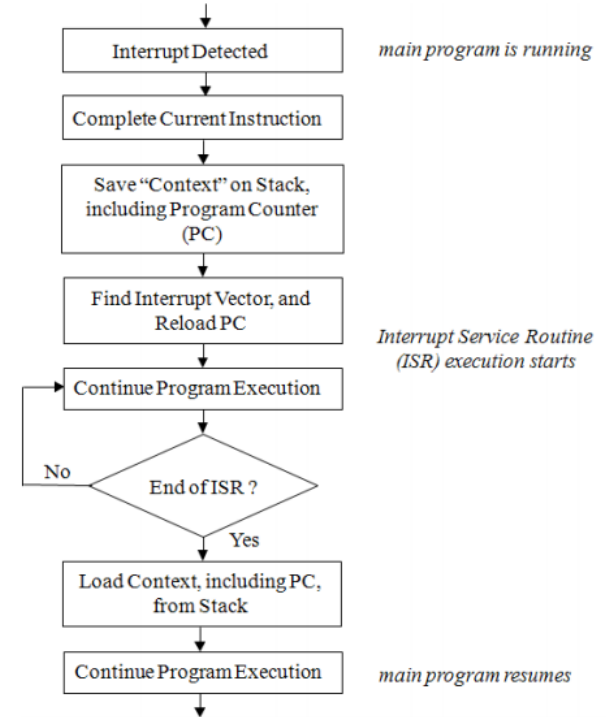 Interrupt Detected
main program is running
Complete Current Instruction
Save “Context” on Stack,
including Program Counter
(PC)
Find Interrupt Vector, and
Reload PC
Interrupt Service Routine
(ISR) execution starts
Continue Program Execution
No
End of ISR ?
Yes
Load Context, including PC,
from Stack
Continue Program Execution
main program resumes